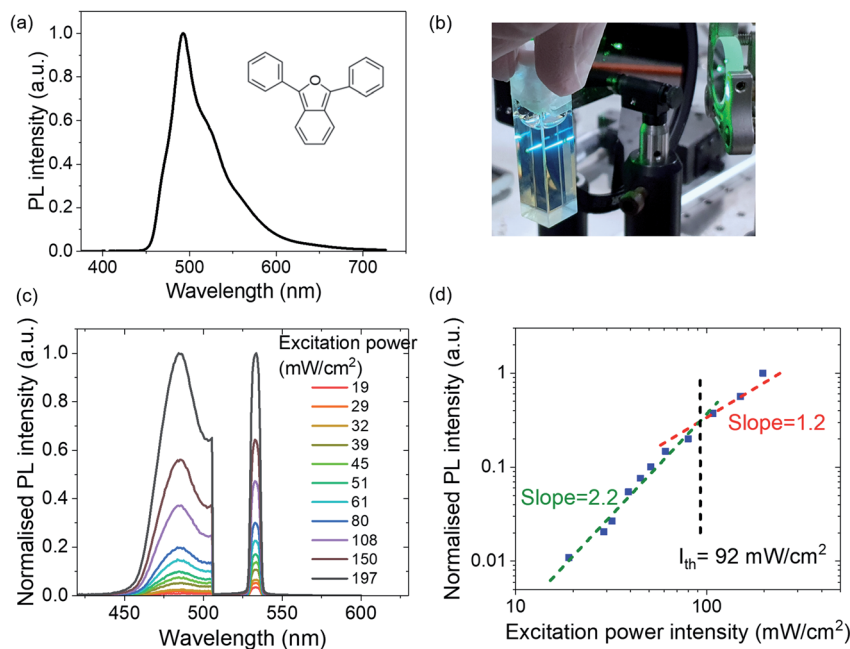 (a)
PL intensity (a.u.)
1.0
0.8
0.6
0.4
0.2
0.0
O
400
500
600
700
Wavelength (nm)
(b)
(c)
Normalised PL intensity (a.u.)
1.0
0.8
0.6
0.4
0.2
0.0
Excitation power
(mW/cm²)
19
29
32
39
45
51
61
80
108
150
197
450
500
550
600
Wavelength (nm)
(d)
Normalised PL intensity (a.u.)
1
0.1
0.01
Slope=1.2
Slope=2.2
Ith= 92 mW/cm²
10
100
Excitation power intensity (mW/cm²)